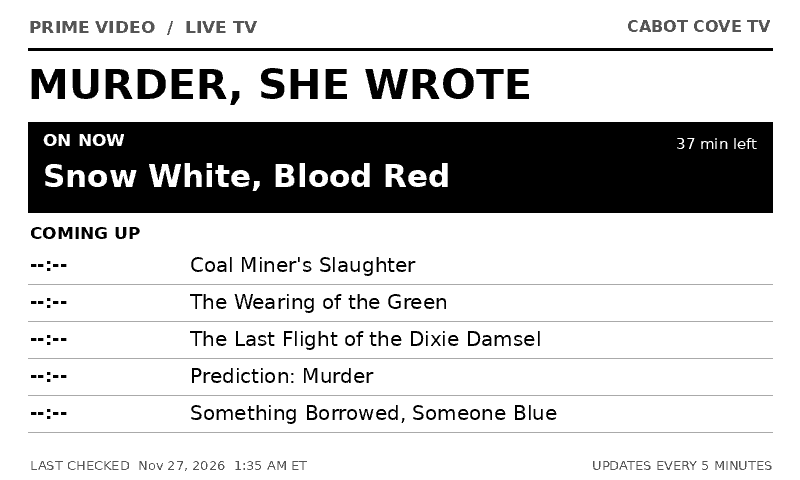 PRIME VIDEO / LIVE TV
CABOT COVE TV
MURDER, SHE WROTE
ON NOW
37 min left
Snow White, Blood Red
COMING UP
--:-- Coal Miner's Slaughter
--:-- The Wearing of the Green
--:-- The Last Flight of the Dixie Damsel
--:-- Prediction: Murder
--:-- Something Borrowed, Someone Blue
LAST CHECKED Nov 27, 2026 1:35 AM ET
UPDATES EVERY 5 MINUTES